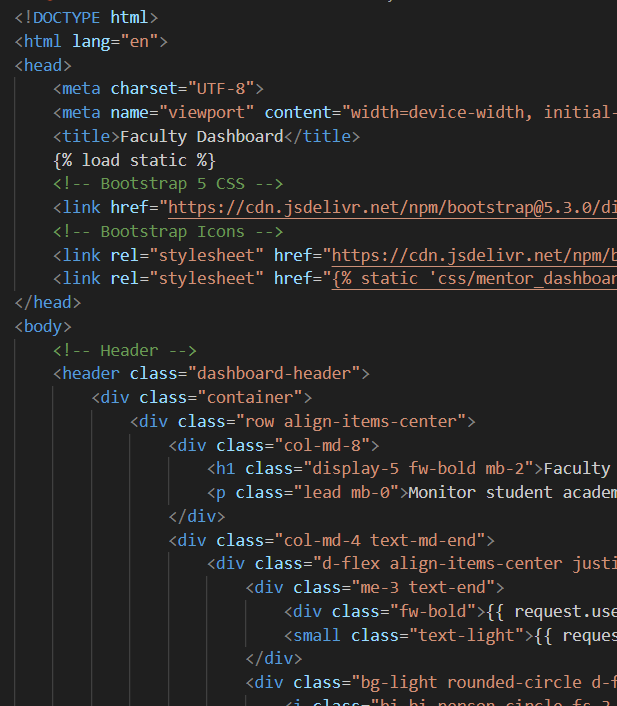 <!DOCTYPE html>
<html lang="en">
<head>
    <meta charset="UTF-8">
    <meta name="viewport" content="width=device-width, initial-
    <title>Faculty Dashboard</title>
    {% load static %}
    <!-- Bootstrap 5 CSS -->
    <link href="https://cdn.jsdelivr.net/npm/bootstrap@5.3.0/di
    <!-- Bootstrap Icons -->
    <link rel="stylesheet" href="https://cdn.jsdelivr.net/npm/b
    <link rel="stylesheet" href="{% static 'css/mentor_dashboar
</head>
<body>
    <!-- Header -->
    <header class="dashboard-header">
        <div class="container">
            <div class="row align-items-center">
                <div class="col-md-8">
                    <h1 class="display-5 fw-bold mb-2">Faculty
                    <p class="lead mb-0">Monitor student academ
                </div>
                <div class="col-md-4 text-md-end">
                    <div class="d-flex align-items-center justi
                        <div class="me-3 text-end">
                            <div class="fw-bold">{{ request.use
                            <small class="text-light">{{ reques
                        </div>
                        <div class="bg-light rounded-circle d-f
                            <i class="bi bi-person-circle fs-3